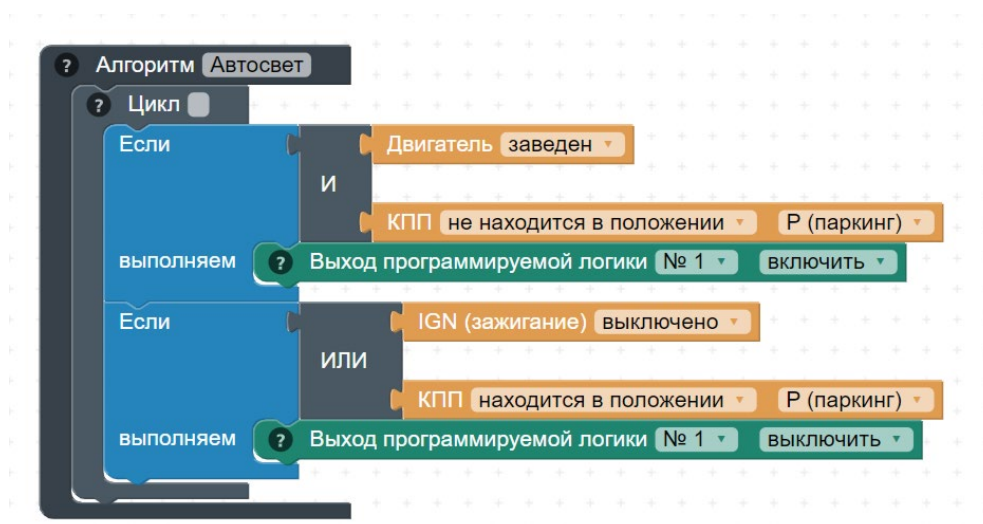 ? Алгоритм Автосвет
? Цикл
Если
Двигатель заведен
И
КПП не находится в положении P (паркинг)
выполняем ? Выход программируемой логики № 1 включить
Если
IGN (зажигание) выключено
ИЛИ
КПП находится в положении P (паркинг)
выполняем ? Выход программируемой логики № 1 выключить